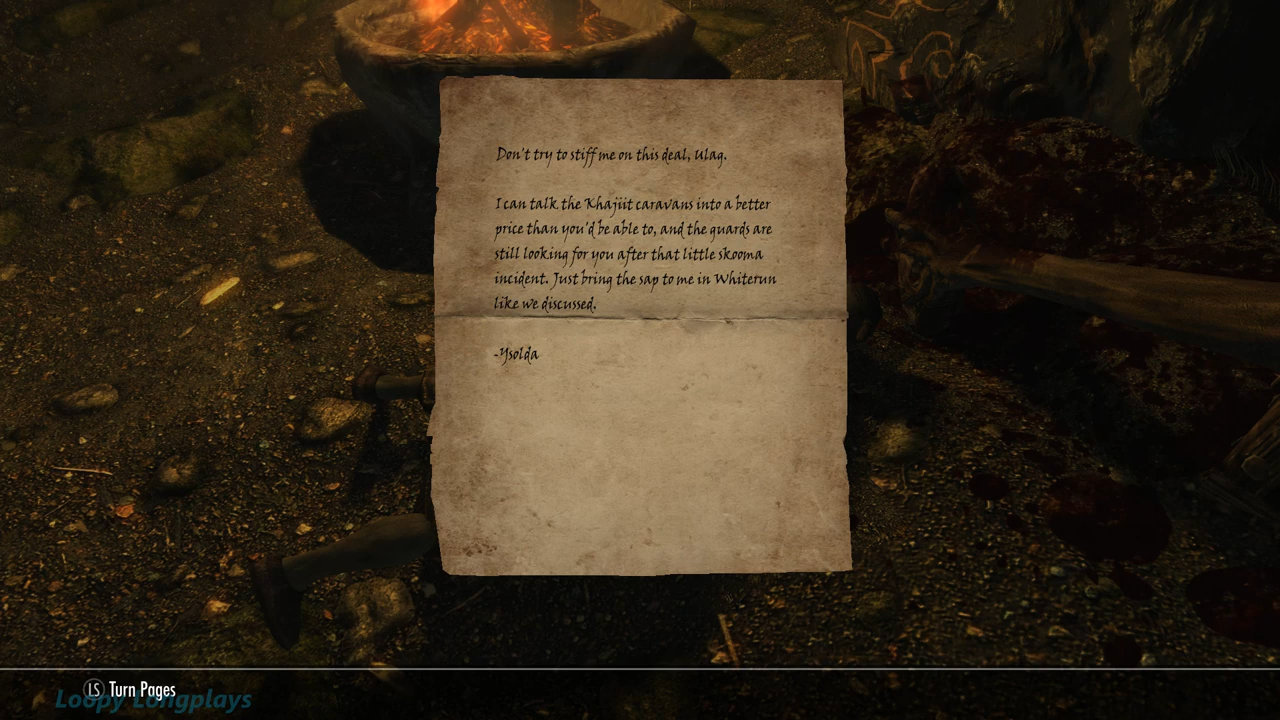 Don't try to stiff me on this deal, Ulag.
I can talk the Khajiit caravans into a better
price than you'd be able to, and the guards are
still looking for you after that little skooma
incident. Just bring the sap to me in Whiterun
like we discussed.
-Ysolda
LS Turn Pages
Loopy Longplays